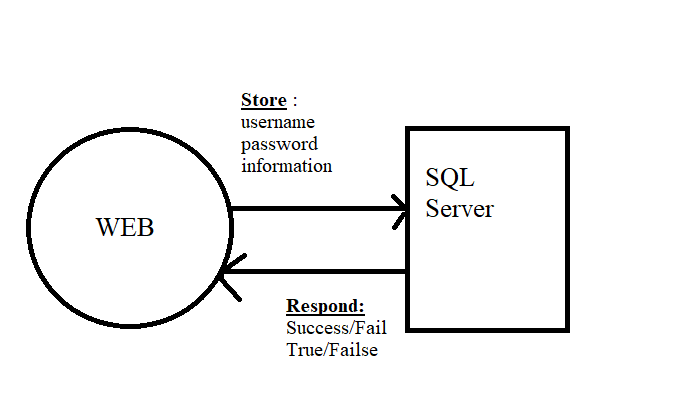 Store :
username
password
information
WEB
SQL
Server
Respond:
Success/Fail
True/Failse